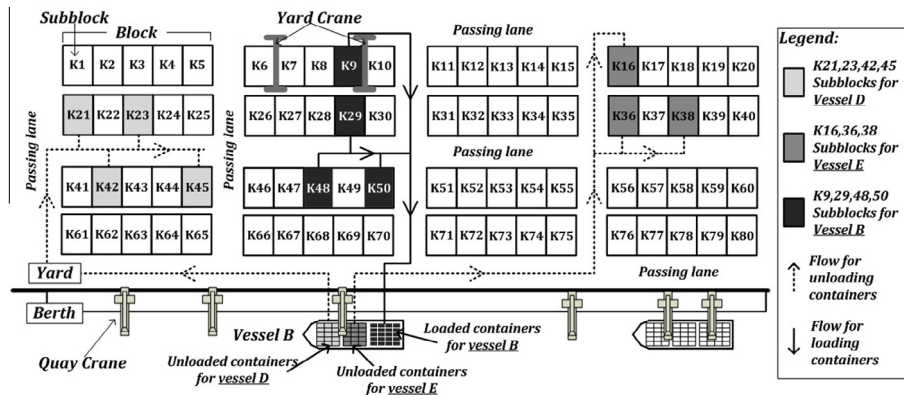 Subblock
Block
Yard Crane
Passing lane
K1 K2 K3 K4 K5
K6 K7 K8 K9 K10
K11 K12 K13 K14 K15
K16 K17 K18 K19 K20
K21 K22 K23 K24 K25
K26 K27 K28 K29 K30
K31 K32 K33 K34 K35
K36 K37 K38 K39 K40
Passing lane
Passing lane
Passing lane
K41 K42 K43 K44 K45
K46 K47 K48 K49 K50
K51 K52 K53 K54 K55
K56 K57 K58 K59 K60
K61 K62 K63 K64 K65
K66 K67 K68 K69 K70
K71 K72 K73 K74 K75
K76 K77 K78 K79 K80
Yard
Passing lane
Berth
Quay Crane
Vessel B
Unloaded containers
for vessel D
Unloaded containers
for vessel E
Loaded containers
for vessel B
Legend:
K21,23,42,45
Subblocks for
Vessel D
K16,36,38
Subblocks for
Vessel E
K9,29,48,50
Subblocks for
Vessel B
Flow for
unloading
containers
Flow for
loading
containers